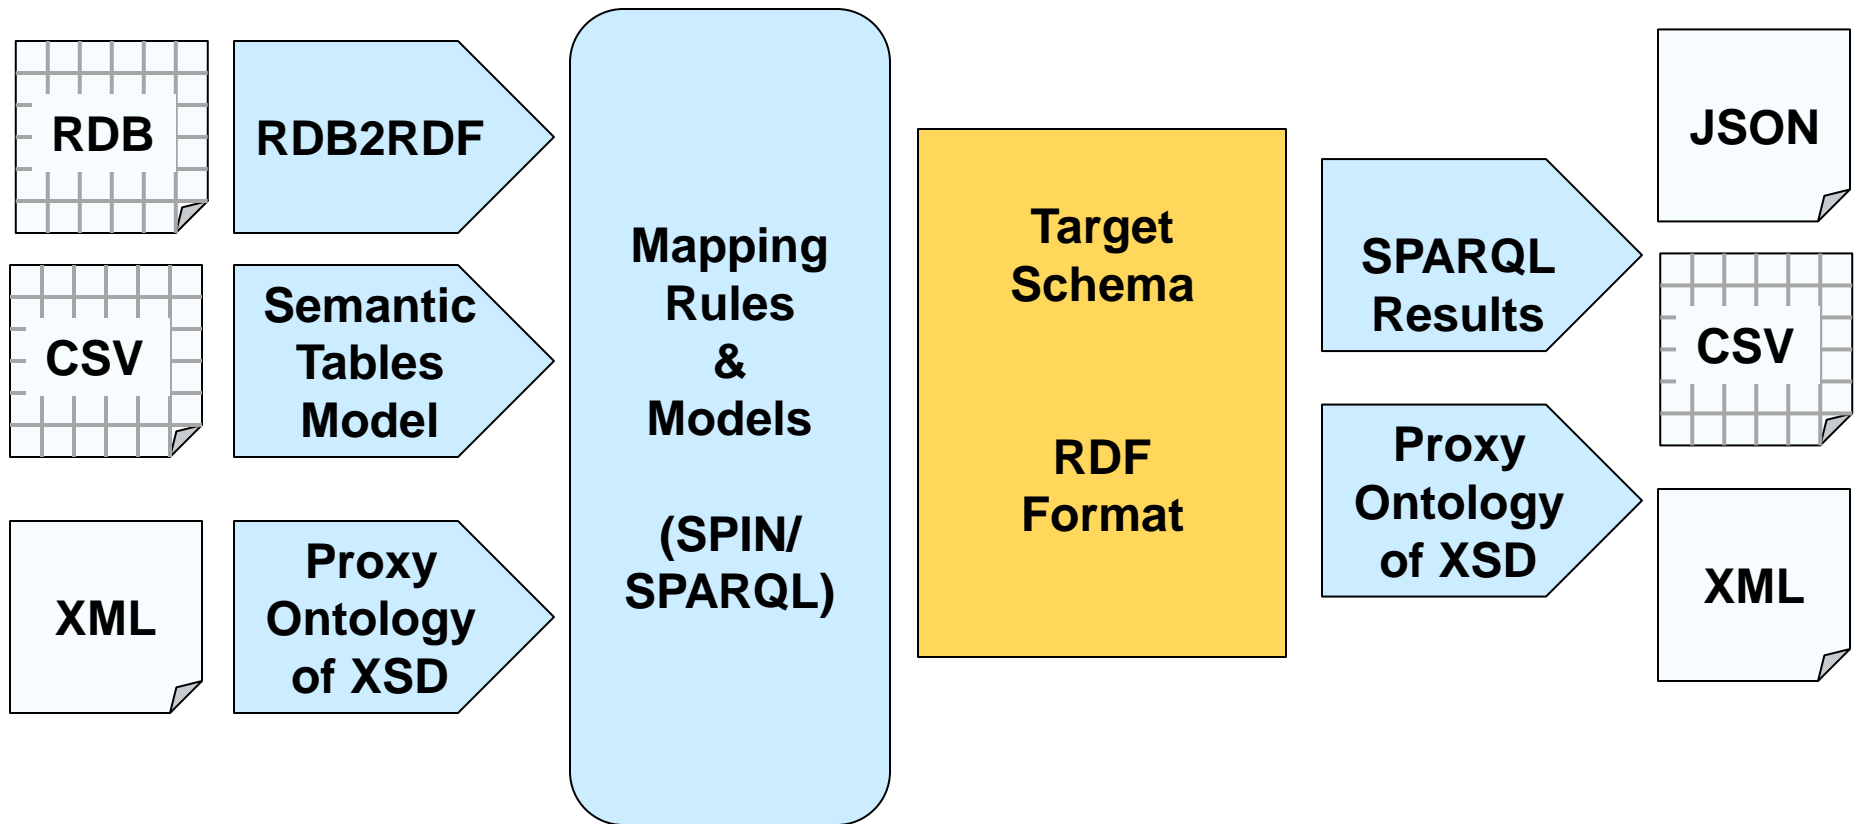 RDB
RDB2RDF
CSV
Semantic
Tables
Model
XML
Proxy
Ontology
of XSD
Mapping
Rules
&
Models
(SPIN/
SPARQL)
Target
Schema
RDF
Format
SPARQL
Results
Proxy
Ontology
of XSD
JSON
CSV
XML